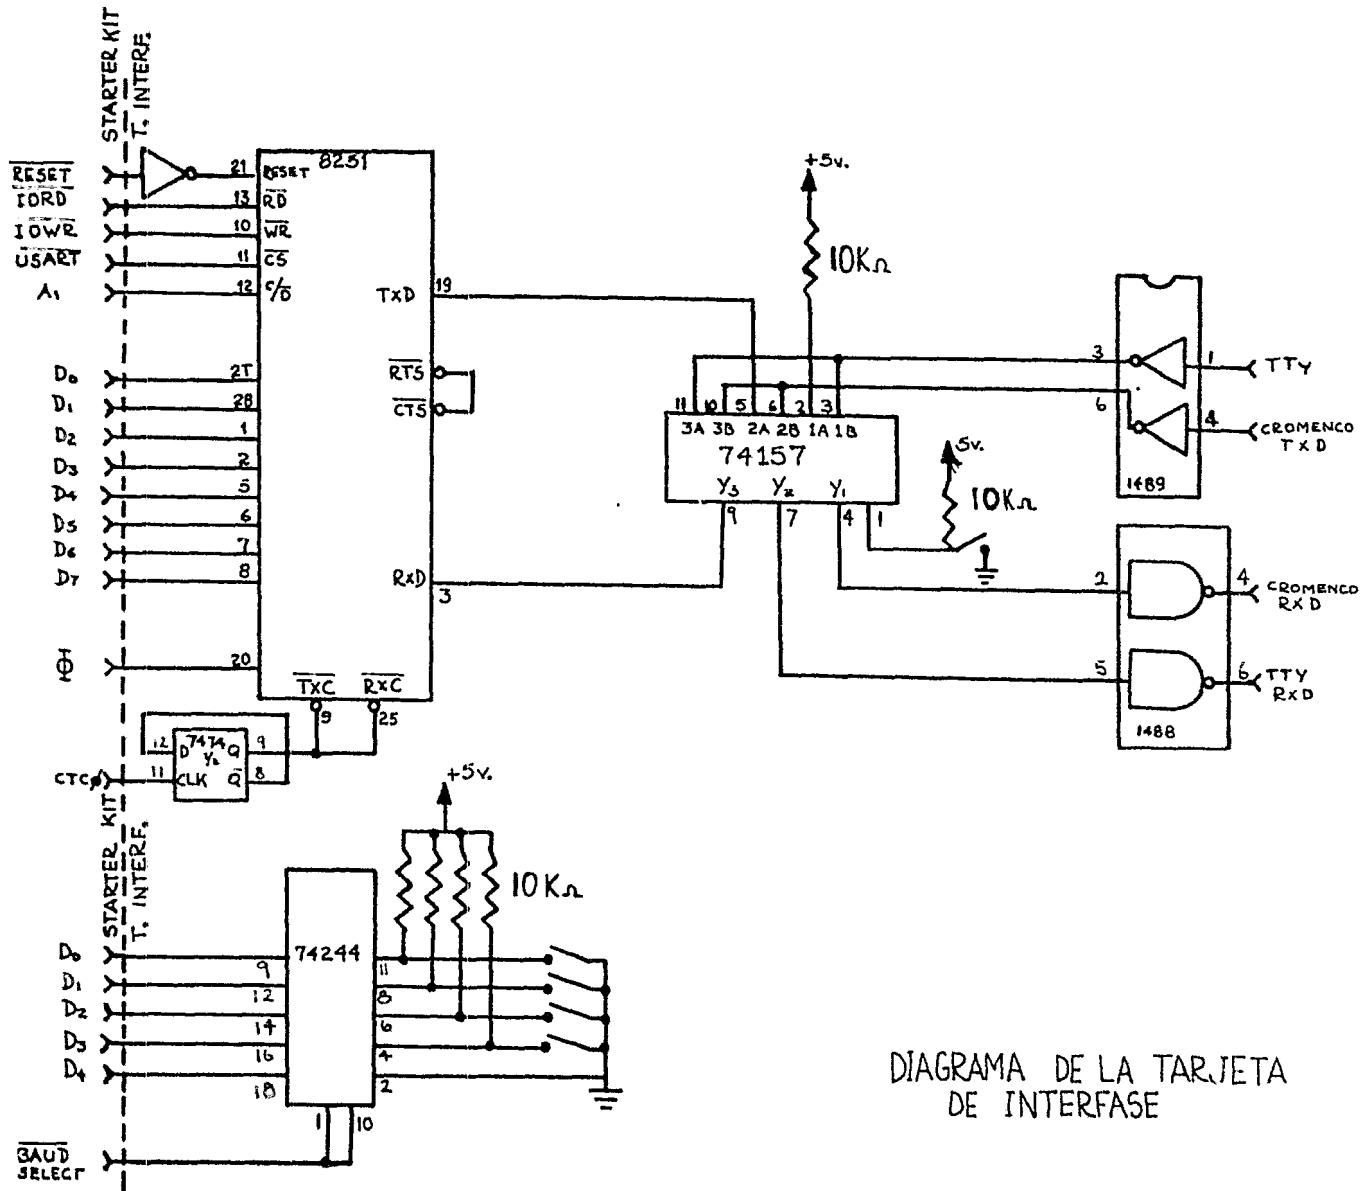 STARTER KIT
T. INTERF.
8251
RESET 21 RESET
IORD 13 RD
IOWR 10 WR
USART 11 CS
A1 12 C/D
TXD 19
RTS
CTS
D0 27
D1 28
D2 1
D3 2
D4 5
D5 6
D6 7
D7 8
RXD 3
Φ 20
TXC RXC
9 25
12 D 7474 Q 9
1/2
CTCØ 11 CLK Q 8
+5v.
10KΩ
11 10 5 6 2 3
3A 3B 2A 2B 1A 1B
74157
Y3 Y2 Y1
9 7 4 1
5v.
10KΩ
3 1 TTY
6 4 CROMENCO
TXD
1489
2 4 CROMENCO
RXD
5 6 TTY
RXD
1488
STARTER KIT
T. INTERF.
+5v.
10KΩ
74244
D0 9 11
D1 12 8
D2 14 6
D3 16 4
D4 18 2
1 10
BAUD
SELECT
DIAGRAMA DE LA TARJETA
DE INTERFASE